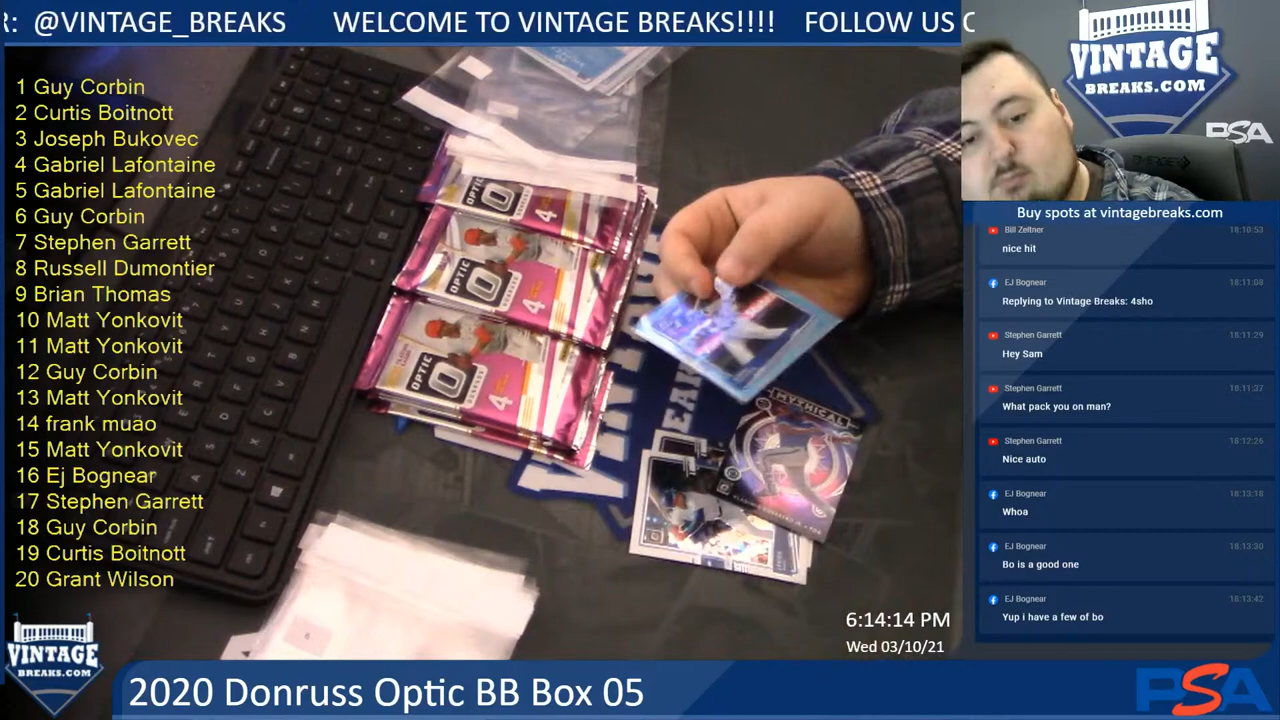 R: @VINTAGE_BREAKS WELCOME TO VINTAGE BREAKS!!!! FOLLOW US O
1 Guy Corbin
2 Curtis Boitnott
3 Joseph Bukovec
4 Gabriel Lafontaine
5 Gabriel Lafontaine
6 Guy Corbin
7 Stephen Garrett
8 Russell Dumontier
9 Brian Thomas
10 Matt Yonkovit
11 Matt Yonkovit
12 Guy Corbin
13 Matt Yonkovit
14 frank muao
15 Matt Yonkovit
16 Ej Bognear
17 Stephen Garrett
18 Guy Corbin
19 Curtis Boitnott
20 Grant Wilson
OPTIC
4
OPTIC
4
OPTIC
4
MYTHICAL
VINTAGE
BREAKS.COM
PSA
Buy spots at vintagebreaks.com
Bill Zeltner 18:10:53
nice hit
EJ Bognear 18:11:08
Replying to Vintage Breaks: 4sho
Stephen Garrett 18:11:29
Hey Sam
Stephen Garrett 18:11:37
What pack you on man?
Stephen Garrett 18:12:26
Nice auto
EJ Bognear 18:13:18
Whoa
EJ Bognear 18:13:30
Bo is a good one
EJ Bognear 18:13:42
Yup i have a few of bo
6:14:14 PM
Wed 03/10/21
VINTAGE
BREAKS.COM
2020 Donruss Optic BB Box 05
PSA